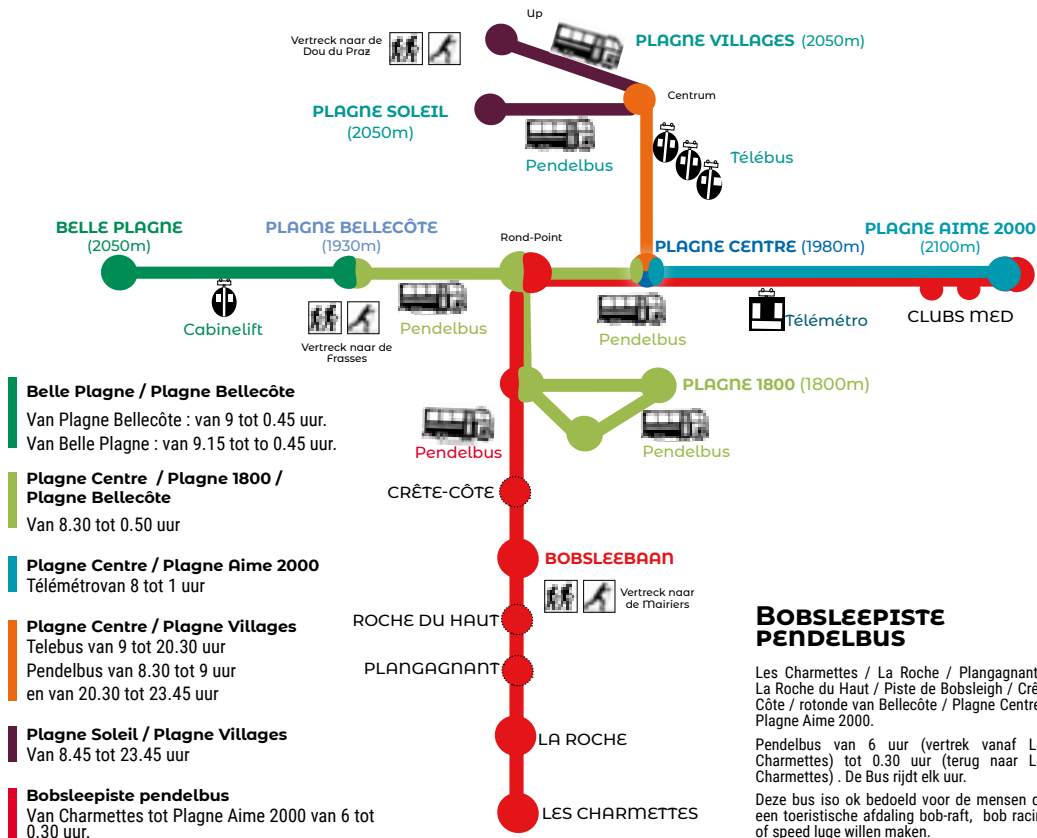 Up
Vertreck naar de
Dou du Praz
PLAGNE VILLAGES (2050m)
Centrum
PLAGNE SOLEIL
(2050m)
Pendelbus
Télébus
BELLE PLAGNE
(2050m)
PLAGNE BELLECÔTE
(1930m)
Rond-Point
PLAGNE CENTRE (1980m)
PLAGNE AIME 2000
(2100m)
Cabinelift
Vertreck naar de
Frasses
Pendelbus
Pendelbus
Télémétro
CLUBS MED
PLAGNE 1800 (1800m)
Pendelbus
Pendelbus
CRÊTE-CÔTE
BOBSLEEBAAN
Vertreck naar
de Mairiers
ROCHE DU HAUT
PLANGAGNANT
LA ROCHE
LES CHARMETTES
Belle Plagne / Plagne Bellecôte
Van Plagne Bellecôte : van 9 tot 0.45 uur.
Van Belle Plagne : van 9.15 tot to 0.45 uur.
Plagne Centre / Plagne 1800 /
Plagne Bellecôte
Van 8.30 tot 0.50 uur
Plagne Centre / Plagne Aime 2000
Télémétrovan 8 tot 1 uur
Plagne Centre / Plagne Villages
Telebus van 9 tot 20.30 uur
Pendelbus van 8.30 tot 9 uur
en van 20.30 tot 23.45 uur
Plagne Soleil / Plagne Villages
Van 8.45 tot 23.45 uur
Bobsleepiste pendelbus
Van Charmettes tot Plagne Aime 2000 van 6 tot
0.30 uur.
BOBSLEEPISTE
PENDELBUS
Les Charmettes / La Roche / Plangagnant
La Roche du Haut / Piste de Bobsleigh / Crê
Côte / rotonde van Bellecôte / Plagne Centre
Plagne Aime 2000.
Pendelbus van 6 uur (vertrek vanaf L
Charmettes) tot 0.30 uur (terug naar L
Charmettes) . De Bus rijdt elk uur.
Deze bus iso ok bedoeld voor de mensen d
een toeristische afdaling bob-raft, bob racin
of speed luge willen maken.